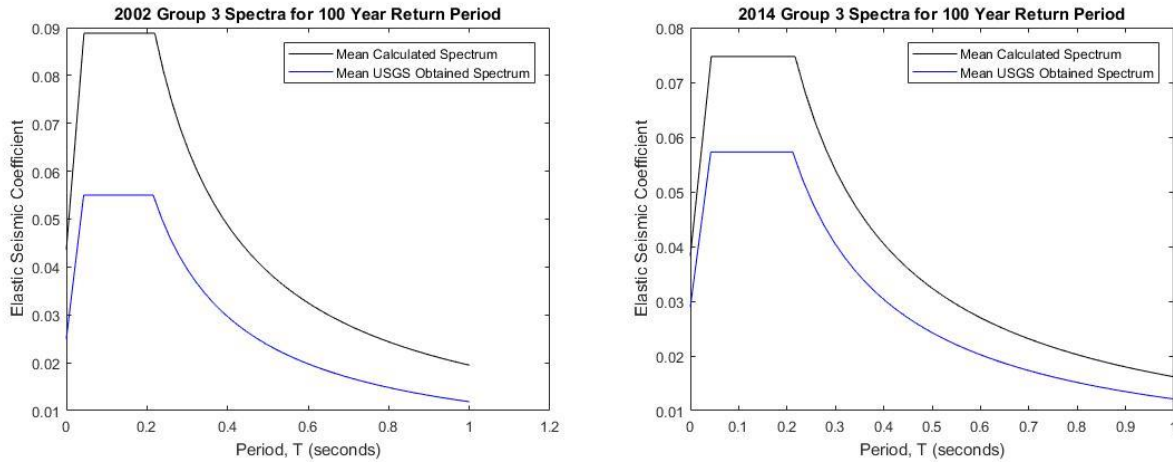 2002 Group 3 Spectra for 100 Year Return Period
0.09
0.08
0.07
0.06
0.05
0.04
0.03
0.02
0.01
Elastic Seismic Coefficient
Mean Calculated Spectrum
Mean USGS Obtained Spectrum
0 0.2 0.4 0.6 0.8 1 1.2
Period, T (seconds)
2014 Group 3 Spectra for 100 Year Return Period
0.08
0.07
0.06
0.05
0.04
0.03
0.02
0.01
Elastic Seismic Coefficient
Mean Calculated Spectrum
Mean USGS Obtained Spectrum
0 0.1 0.2 0.3 0.4 0.5 0.6 0.7 0.8 0.9 1
Period, T (seconds)